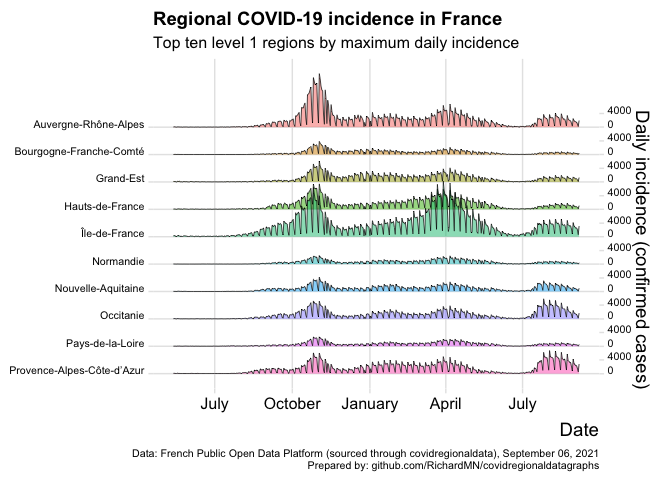 Regional COVID-19 incidence in France
Top ten level 1 regions by maximum daily incidence
Auvergne-Rhône-Alpes
4000
0
Bourgogne-Franche-Comté
4000
0
Grand-Est
4000
0
Hauts-de-France
4000
0
Île-de-France
4000
0
Normandie
4000
0
Nouvelle-Aquitaine
4000
0
Occitanie
4000
0
Pays-de-la-Loire
4000
0
Provence-Alpes-Côte-d'Azur
4000
0
Daily incidence (confirmed cases)
July October January April July
Date
Data: French Public Open Data Platform (sourced through covidregionaldata), September 06, 2021
Prepared by: github.com/RichardMN/covidregionaldatagraphs